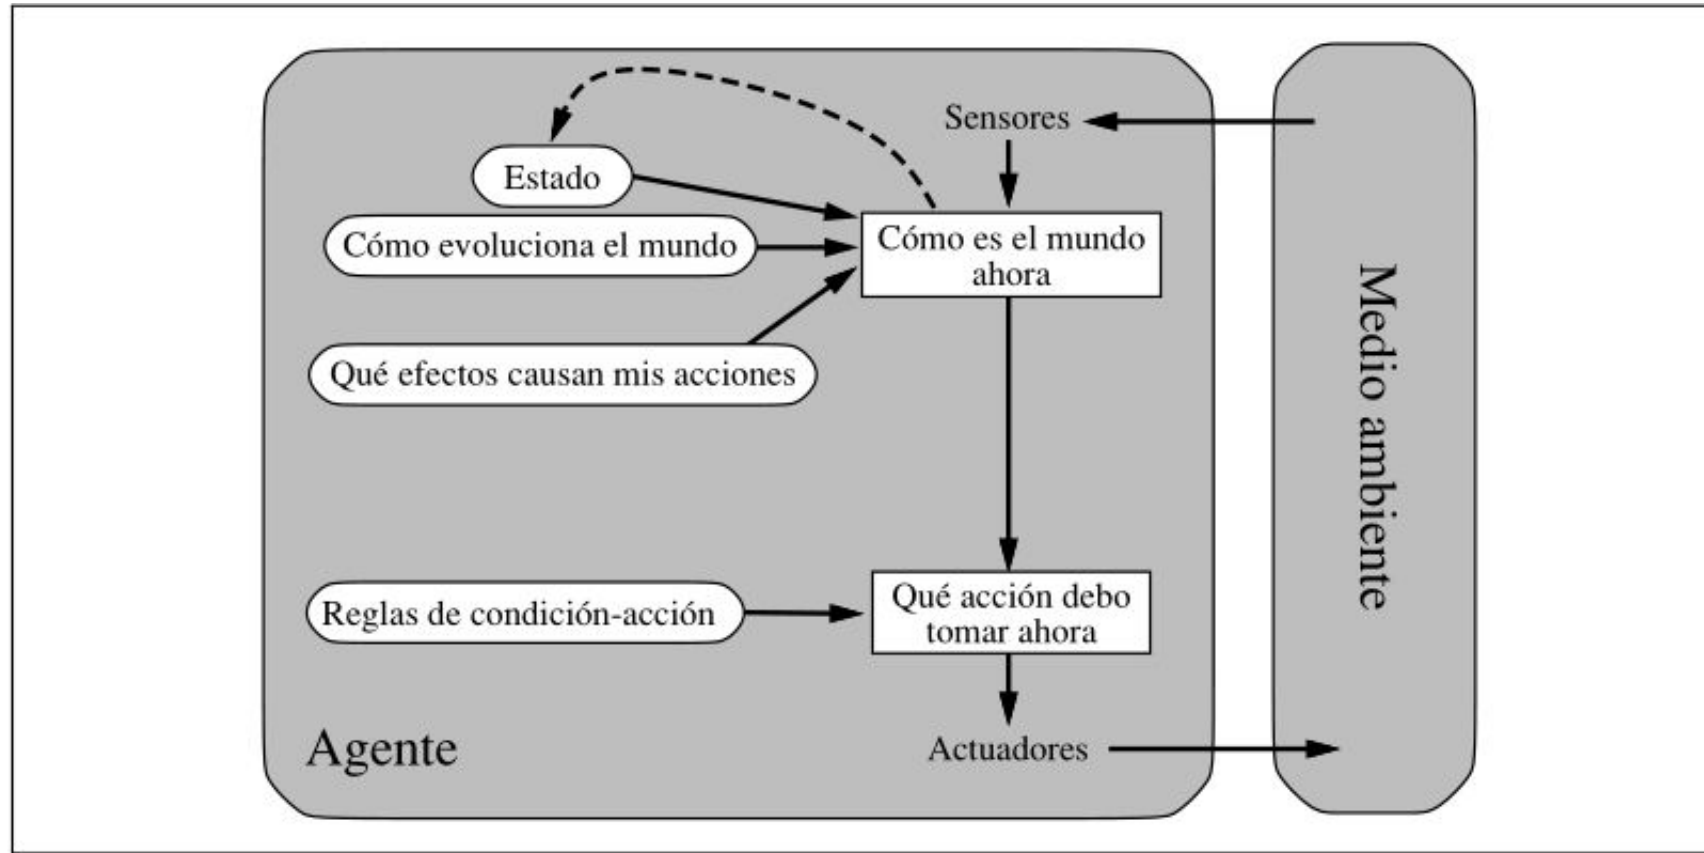 Sensores
Estado
Cómo evoluciona el mundo
Cómo es el mundo
ahora
Qué efectos causan mis acciones
Reglas de condición-acción
Qué acción debo
tomar ahora
Agente
Actuadores
Medio ambiente